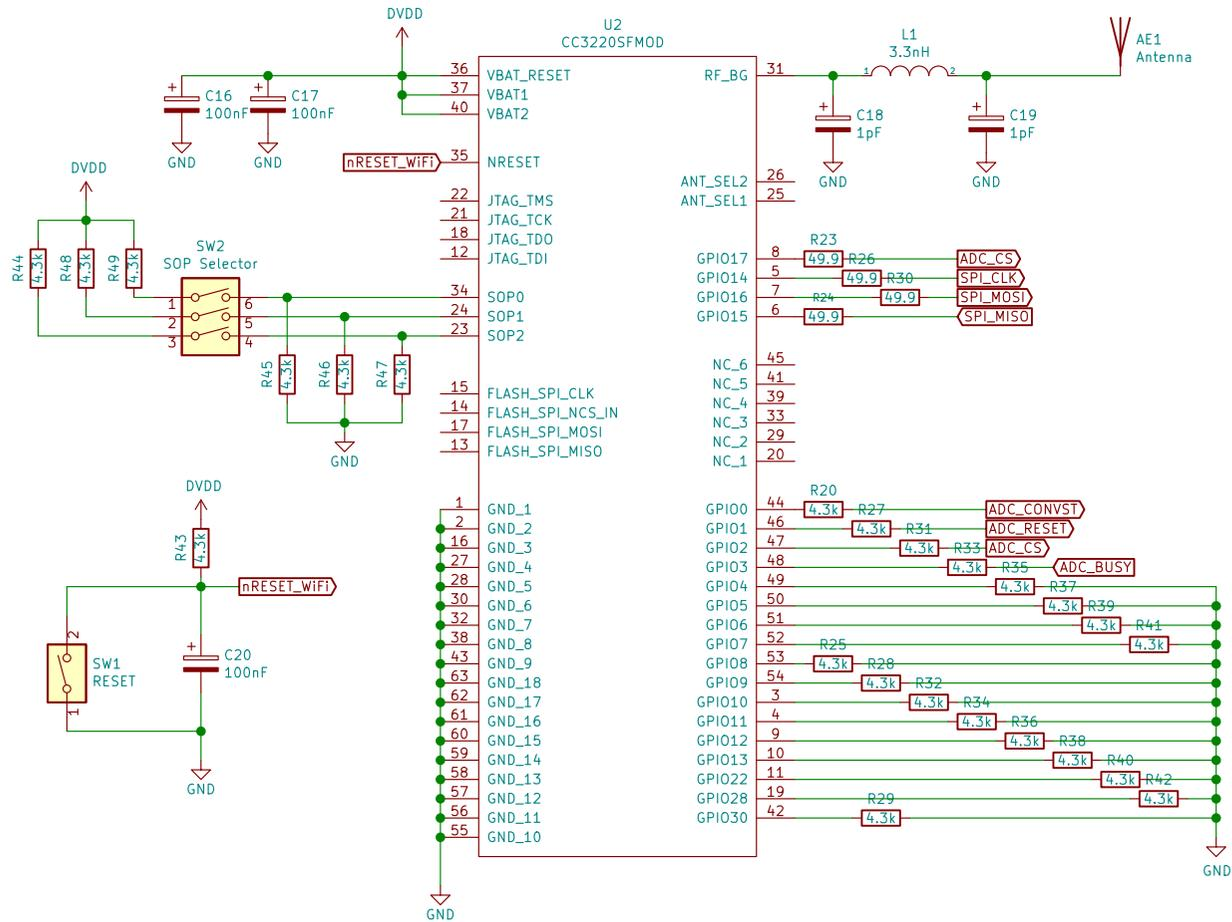 DVDD
U2
CC3220SFMOD
L1
3.3nH
1 2
AE1
Antenna
36 VBAT_RESET
37 VBAT1
40 VBAT2
RF_BG 31
+ C16
100nF
GND
+ C17
100nF
GND
+ C18
1pF
GND
+ C19
1pF
GND
nRESET_WiFi 35 NRESET
22 JTAG_TMS
21 JTAG_TCK
18 JTAG_TDO
12 JTAG_TDI
ANT_SEL2 26
ANT_SEL1 25
DVDD
R44 4.3k
R48 4.3k
R49 4.3k
SW2
SOP Selector
1 6
2 5
3 4
34 SOP0
24 SOP1
23 SOP2
R45 4.3k
R46 4.3k
R47 4.3k
GND
R23
GPIO17 8 49.9 ADC_CS
R26
GPIO14 5 49.9 SPI_CLK
R30
GPIO16 7 49.9 SPI_MOSI
R24
GPIO15 6 49.9 SPI_MISO
15 FLASH_SPI_CLK
14 FLASH_SPI_NCS_IN
17 FLASH_SPI_MOSI
13 FLASH_SPI_MISO
NC_6 45
NC_5 41
NC_4 39
NC_3 33
NC_2 29
NC_1 20
DVDD
R43 4.3k
nRESET_WiFi
2
SW1
RESET
1
+ C20
100nF
GND
1 GND_1
2 GND_2
16 GND_3
27 GND_4
28 GND_5
30 GND_6
32 GND_7
38 GND_8
43 GND_9
63 GND_18
62 GND_17
61 GND_16
60 GND_15
59 GND_14
58 GND_13
57 GND_12
56 GND_11
55 GND_10
GND
R20
GPIO0 44 4.3k ADC_CONVST
R27
GPIO1 46 4.3k ADC_RESET
R31
GPIO2 47 4.3k ADC_CS
R33
GPIO3 48 4.3k ADC_BUSY
R35
GPIO4 49 4.3k
R37
GPIO5 50 4.3k
R39
GPIO6 51 4.3k
R41
GPIO7 52 4.3k
R25
GPIO8 53 4.3k
R28
GPIO9 54 4.3k
R32
GPIO10 3 4.3k
R34
GPIO11 4 4.3k
R36
GPIO12 9 4.3k
R38
GPIO13 10 4.3k
R40
GPIO22 11 4.3k
R42
GPIO28 19 4.3k
R29
GPIO30 42 4.3k
GND